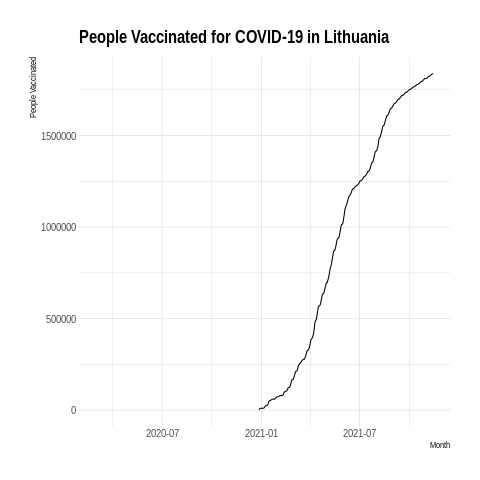 People Vaccinated for COVID-19 in Lithuania
People Vaccinated
1500000
1000000
500000
0
2020-07
2021-01
2021-07
Month